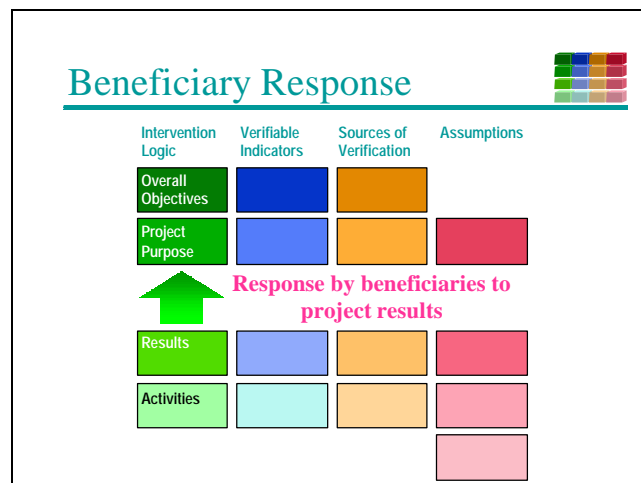 Beneficiary Response
Intervention Logic
Verifiable Indicators
Sources of Verification
Assumptions
Overall Objectives
Project Purpose
Response by beneficiaries to
project results
Results
Activities